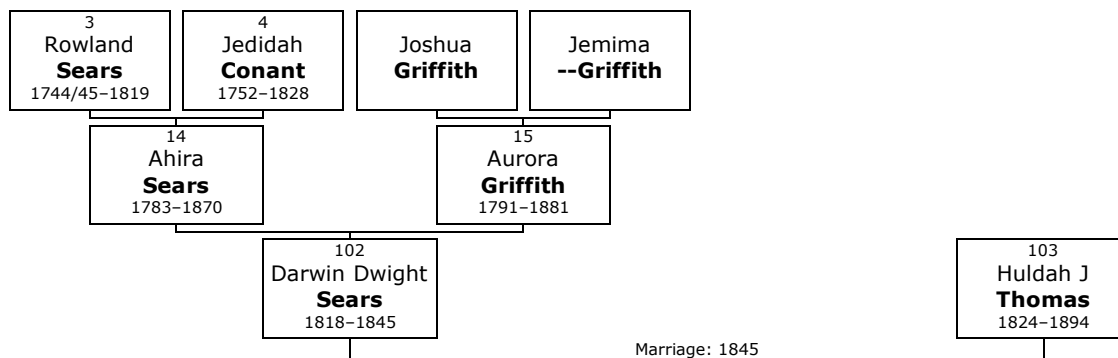 3
Rowland
Sears
1744/45–1819
4
Jedidah
Conant
1752–1828
Joshua
Griffith
Jemima
--Griffith
14
Ahira
Sears
1783–1870
15
Aurora
Griffith
1791–1881
102
Darwin Dwight
Sears
1818–1845
103
Huldah J
Thomas
1824–1894
Marriage: 1845